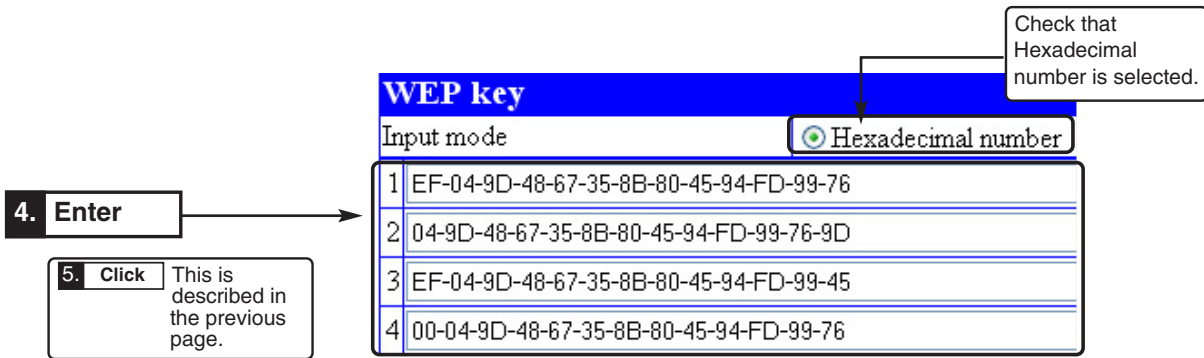 Check that
Hexadecimal
number is selected.
WEP key
Input mode
Hexadecimal number
1 EF-04-9D-48-67-35-8B-80-45-94-FD-99-76
2 04-9D-48-67-35-8B-80-45-94-FD-99-76-9D
3 EF-04-9D-48-67-35-8B-80-45-94-FD-99-45
4 00-04-9D-48-67-35-8B-80-45-94-FD-99-76
4. Enter
5. Click This is
described in
the previous
page.